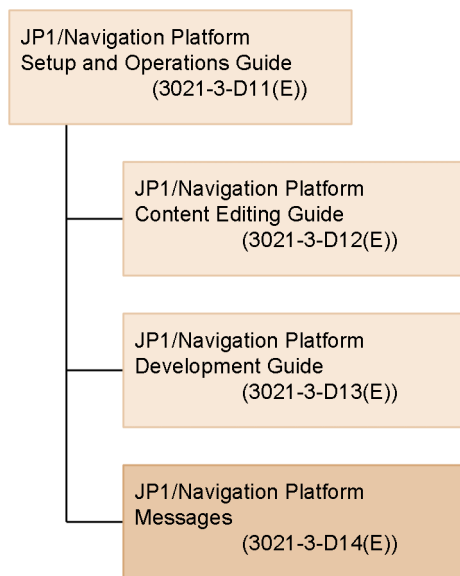 JP1/Navigation Platform
Setup and Operations Guide
(3021-3-D11(E))
JP1/Navigation Platform
Content Editing Guide
(3021-3-D12(E))
JP1/Navigation Platform
Development Guide
(3021-3-D13(E))
JP1/Navigation Platform
Messages
(3021-3-D14(E))